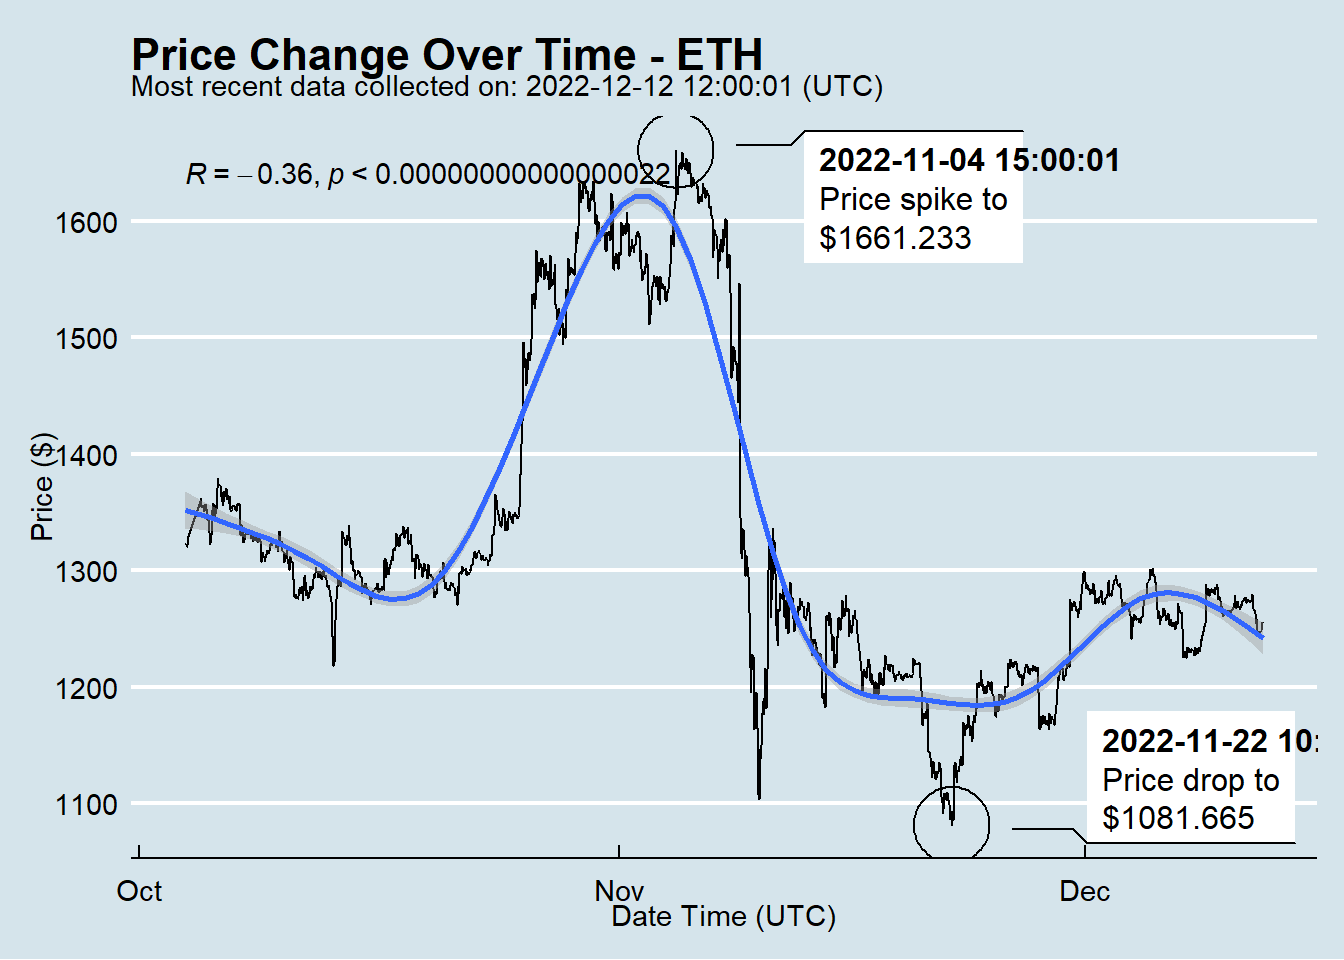 Price Change Over Time - ETH
Most recent data collected on: 2022-12-12 12:00:01 (UTC)
R = −0.36, p < 0.00000000000000022
2022-11-04 15:00:01
Price spike to
$1661.233
1600
1500
1400
1300
1200
1100
Price ($)
2022-11-22 10:
Price drop to
$1081.665
Oct
Nov
Dec
Date Time (UTC)